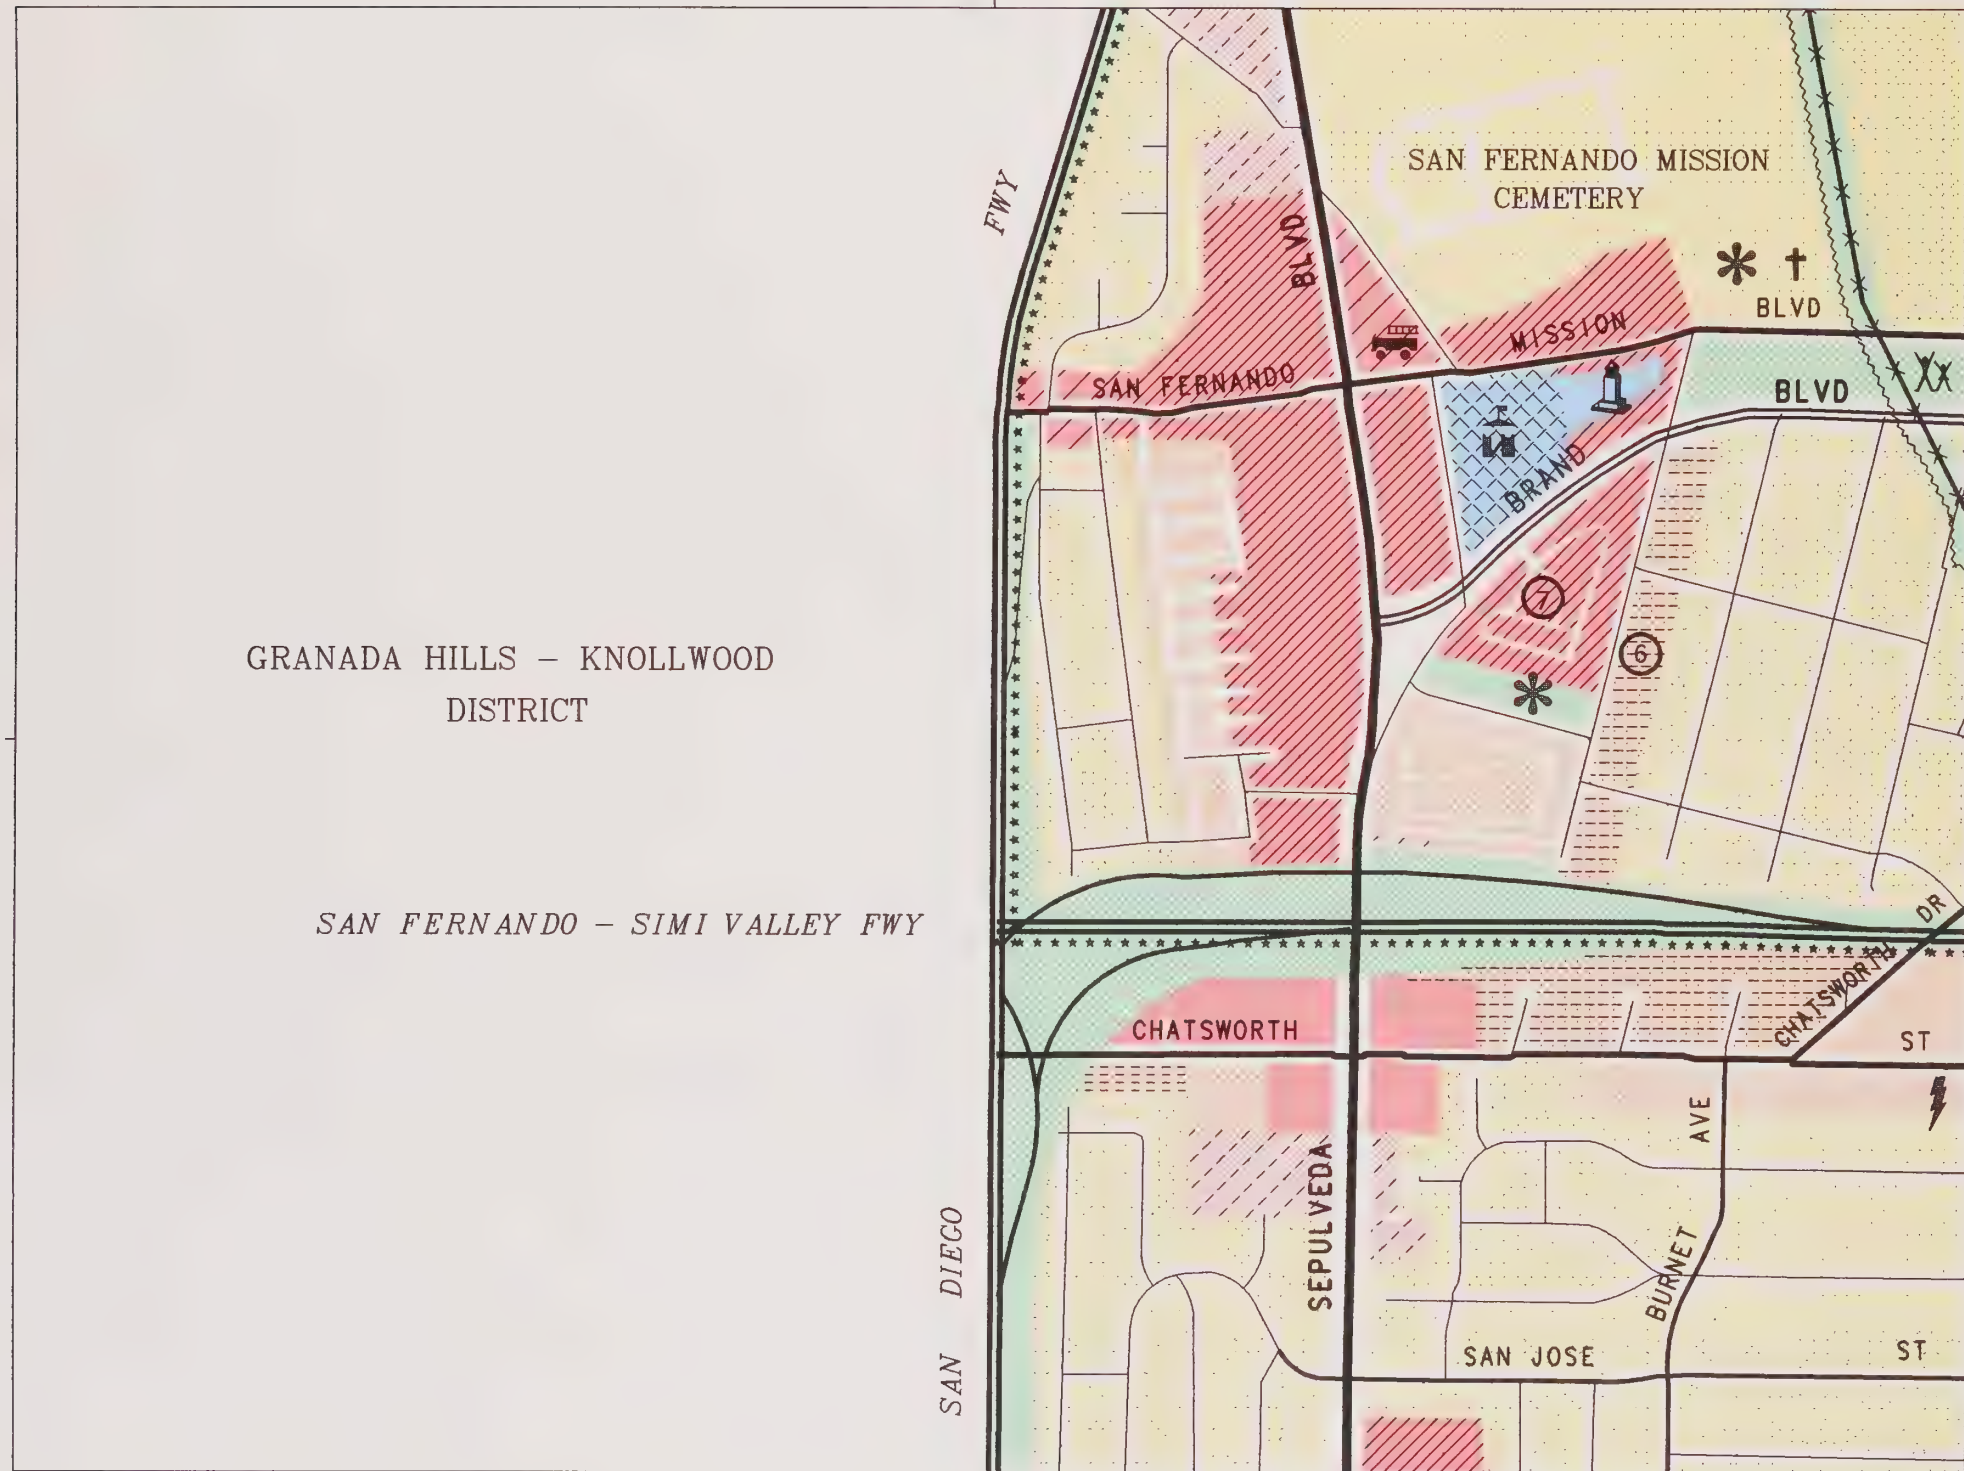 SAN FERNANDO MISSION
CEMETERY
FWY
BLVD
BLVD
MISSION
SAN FERNANDO
BLVD
BRAND
7
6
GRANADA HILLS – KNOLLWOOD
DISTRICT
SAN FERNANDO – SIMI VALLEY FWY
DR
CHATSWORTH
CHATSWORTH
ST
AVE
SEPULVEDA
SAN DIEGO
BURNET
SAN JOSE
ST